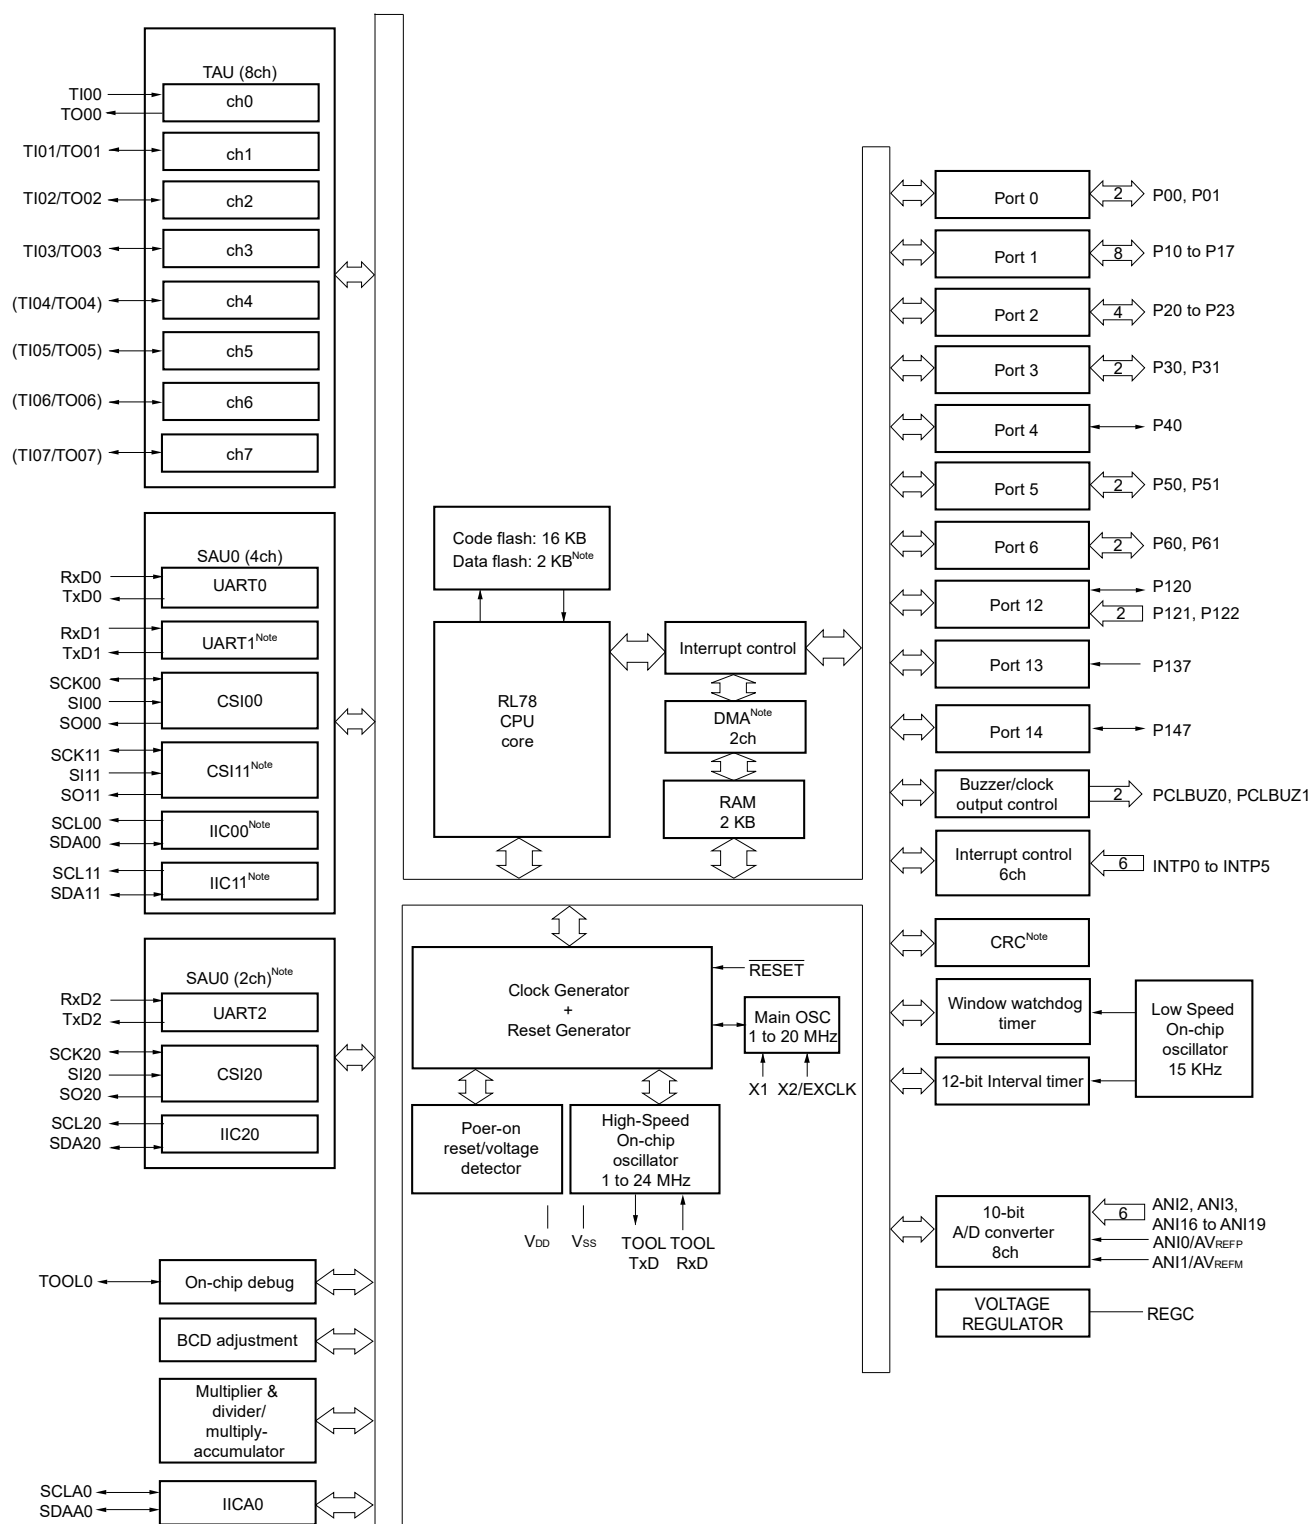 TAU (8ch)
TI00
TO00
ch0
TI01/TO01
ch1
TI02/TO02
ch2
TI03/TO03
ch3
(TI04/TO04)
ch4
(TI05/TO05)
ch5
(TI06/TO06)
ch6
(TI07/TO07)
ch7
SAU0 (4ch)
RxD0
TxD0
UART0
RxD1
TxD1
UART1Note
SCK00
SI00
SO00
CSI00
SCK11
SI11
SO11
CSI11Note
SCL00
SDA00
IIC00Note
SCL11
SDA11
IIC11Note
SAU0 (2ch)Note
RxD2
TxD2
UART2
SCK20
SI20
SO20
CSI20
SCL20
SDA20
IIC20
TOOL0
On-chip debug
BCD adjustment
Multiplier &
divider/
multiply-
accumulator
SCLA0
SDAA0
IICA0
Code flash: 16 KB
Data flash: 2 KBNote
RL78
CPU
core
Interrupt control
DMANote
2ch
RAM
2 KB
Clock Generator
+
Reset Generator
RESET
Main OSC
1 to 20 MHz
X1 X2/EXCLK
Poer-on
reset/voltage
detector
High-Speed
On-chip
oscillator
1 to 24 MHz
VDD
VSS
TOOL
TxD
TOOL
RxD
Port 0
2
P00, P01
Port 1
8
P10 to P17
Port 2
4
P20 to P23
Port 3
2
P30, P31
Port 4
P40
Port 5
2
P50, P51
Port 6
2
P60, P61
Port 12
P120
2
P121, P122
Port 13
P137
Port 14
P147
Buzzer/clock
output control
2
PCLBUZ0, PCLBUZ1
Interrupt control
6ch
6
INTP0 to INTP5
CRCNote
Window watchdog
timer
12-bit Interval timer
Low Speed
On-chip
oscillator
15 KHz
10-bit
A/D converter
8ch
6
ANI2, ANI3,
ANI16 to ANI19
ANI0/AVREFP
ANI1/AVREFM
VOLTAGE
REGULATOR
REGC